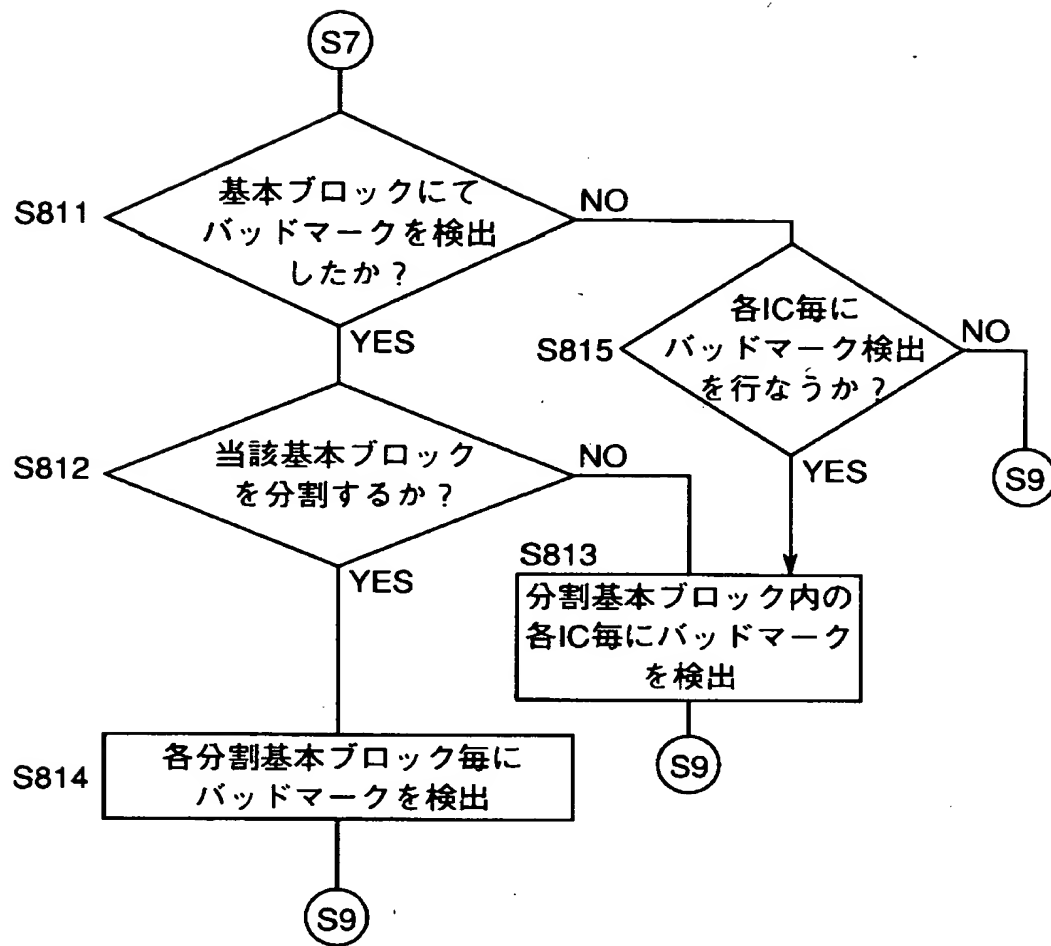 S7
S811
基本ブロックにて
バッドマークを検出
したか？
NO
YES
S815
各IC毎に
バッドマーク検出
を行なうか？
NO
YES
S9
S812
当該基本ブロック
を分割するか？
NO
YES
S813
分割基本ブロック内の
各IC毎にバッドマーク
を検出
S9
S814
各分割基本ブロック毎に
バッドマークを検出
S9